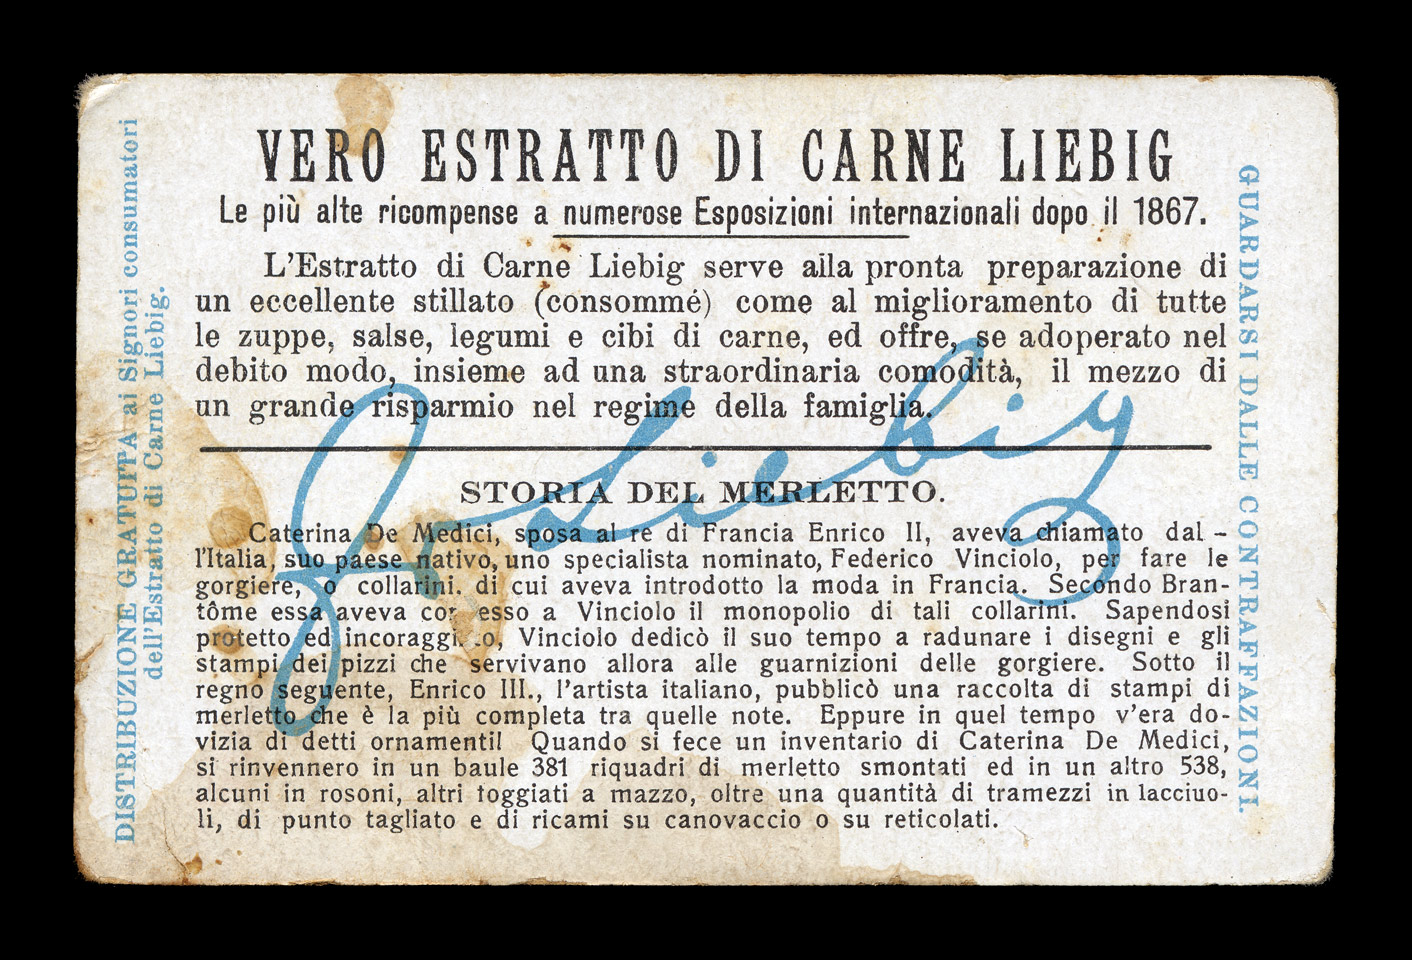 VERO ESTRATTO DI CARNE LIEBIG
Le più alte ricompense a numerose Esposizioni internazionali dopo il 1867.
L'Estratto di Carne Liebig serve alla pronta preparazione di
un eccellente stillato (consommé) come al miglioramento di tutte
le zuppe, salse, legumi e cibi di carne, ed offre, se adoperato nel
debito modo, insieme ad una straordinaria comodità, il mezzo di
un grande risparmio nel regime della famiglia.
J. Liebig
STORIA DEL MERLETTO.
Caterina De Medici, sposa al re di Francia Enrico II, aveva chiamato dal -
l'Italia, suo paese nativo, uno specialista nominato, Federico Vinciolo, per fare le
gorgiere, o collarini. di cui aveva introdotto la moda in Francia. Secondo Bran-
tôme essa aveva esso a Vinciolo il monopolio di tali collarini. Sapendosi
protetto ed incoraggi o, Vinciolo dedicò il suo tempo a radunare i disegni e gli
stampi dei pizzi che servivano allora alle guarnizioni delle gorgiere. Sotto il
regno seguente, Enrico III., l'artista italiano, pubblicò una raccolta di stampi di
merletto che è la più completa tra quelle note. Eppure in quel tempo v'era do-
vizia di detti ornamenti! Quando si fece un inventario di Caterina De Medici,
si rinvennero in un baule 381 riquadri di merletto smontati ed in un altro 538,
alcuni in rosoni, altri foggiati a mazzo, oltre una quantità di tramezzi in lacciuo-
li, di punto tagliato e di ricami su canovaccio o su reticolati.
DISTRIBUZIONE GRATUITA ai Signori consumatori
dell'Estratto di Carne Liebig.
GUARDARSI DALLE CONTRAFFAZIONI.